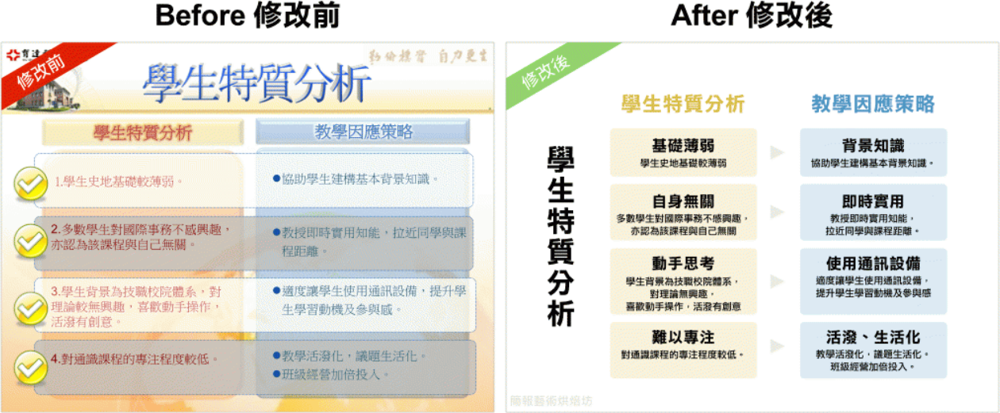 Before 修改前
After 修改後
修改前
勤儉樸實 自力更生
學生特質分析
學生特質分析
教學因應策略
1.學生史地基礎較薄弱。
●協助學生建構基本背景知識。
2.多數學生對國際事務不感興趣，
亦認為該課程與自己無關。
●教授即時實用知能，拉近同學與課
程距離。
3.學生背景為技職校院體系，對
理論較無興趣，喜歡動手操作，
活潑有創意。
●適度讓學生使用通訊設備，提升學
生學習動機及參與感。
4.對通識課程的專注程度較低。
●教學活潑化，議題生活化。
●班級經營加倍投入。
修改後
學生特質分析
學生特質分析
教學因應策略
基礎薄弱
學生史地基礎較薄弱
背景知識
協助學生建構基本背景知識。
自身無關
多數學生對國際事務不感興趣，
亦認為該課程與自己無關
即時實用
教授即時實用知能，
拉近同學與課程距離。
動手思考
學生背景為技職校院體系，
對理論無興趣，
喜歡動手操作，活潑有創意
使用通訊設備
適度讓學生使用通訊設備，
提升學生學習動機及參與感
難以專注
對通識課程的專注程度較低。
活潑、生活化
教學活潑化，議題生活化。
班級經營加倍投入。
簡報藝術烘焙坊